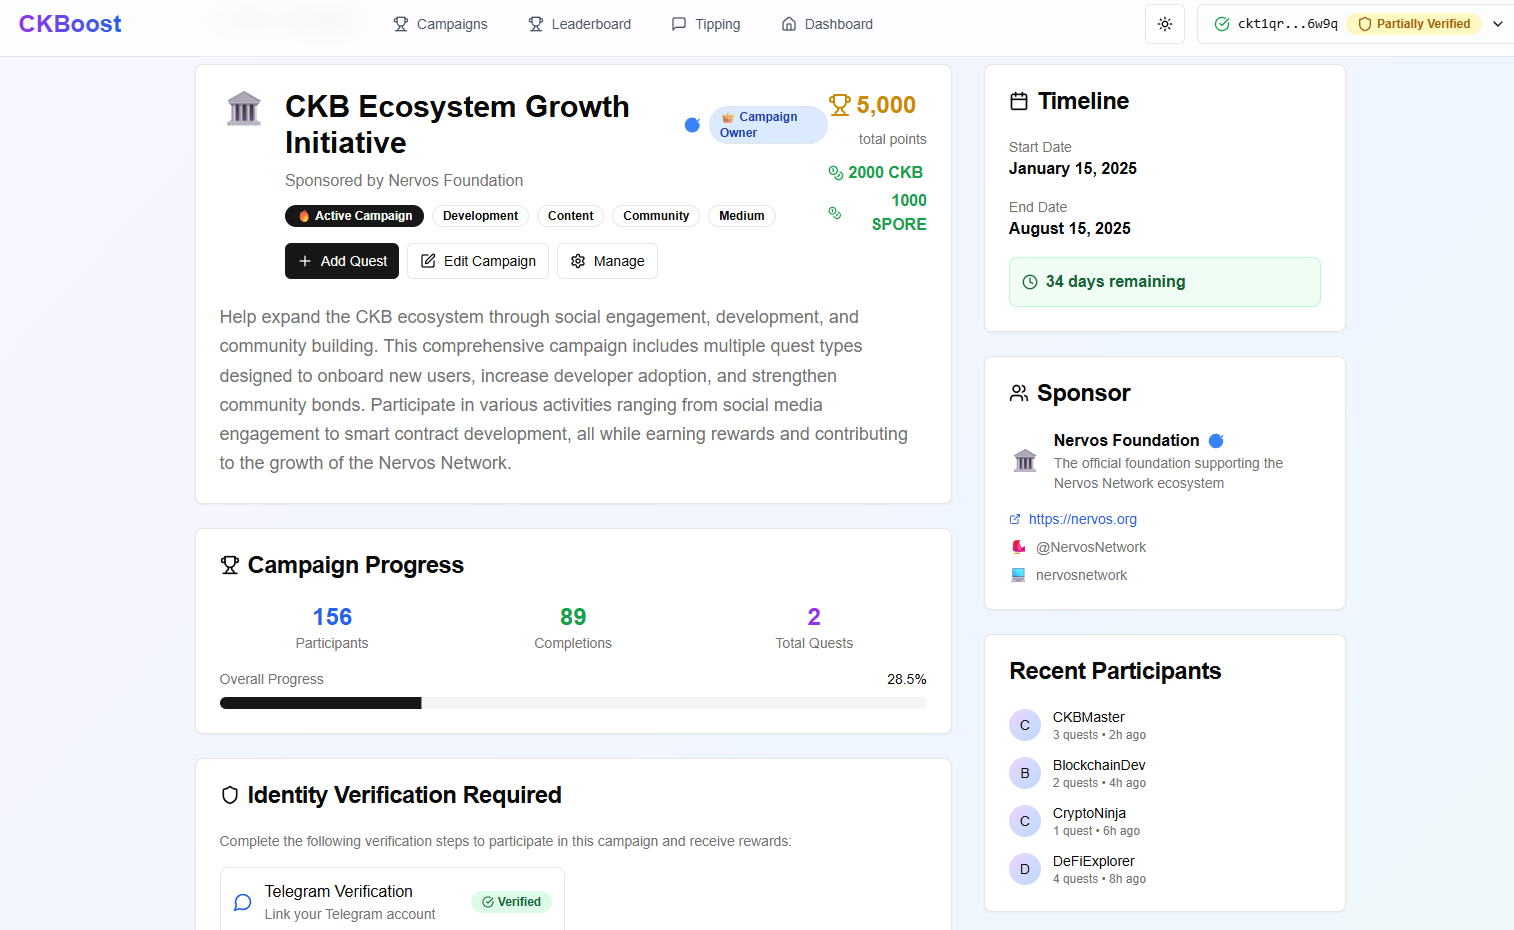 CKBoost
Campaigns
Leaderboard
Tipping
Dashboard
ckt1qr...6w9q
Partially Verified
CKB Ecosystem Growth
Initiative
Campaign
Owner
Sponsored by Nervos Foundation
Active Campaign
Development
Content
Community
Medium
Add Quest
Edit Campaign
Manage
5,000
total points
2000 CKB
1000
SPORE
Help expand the CKB ecosystem through social engagement, development, and
community building. This comprehensive campaign includes multiple quest types
designed to onboard new users, increase developer adoption, and strengthen
community bonds. Participate in various activities ranging from social media
engagement to smart contract development, all while earning rewards and contributing
to the growth of the Nervos Network.
Campaign Progress
156
Participants
89
Completions
2
Total Quests
Overall Progress
28.5%
Identity Verification Required
Complete the following verification steps to participate in this campaign and receive rewards:
Telegram Verification
Link your Telegram account
Verified
Timeline
Start Date
January 15, 2025
End Date
August 15, 2025
34 days remaining
Sponsor
Nervos Foundation
The official foundation supporting the
Nervos Network ecosystem
https://nervos.org
@NervosNetwork
nervosnetwork
Recent Participants
C
CKBMaster
3 quests • 2h ago
B
BlockchainDev
2 quests • 4h ago
C
CryptoNinja
1 quest • 6h ago
D
DeFiExplorer
4 quests • 8h ago